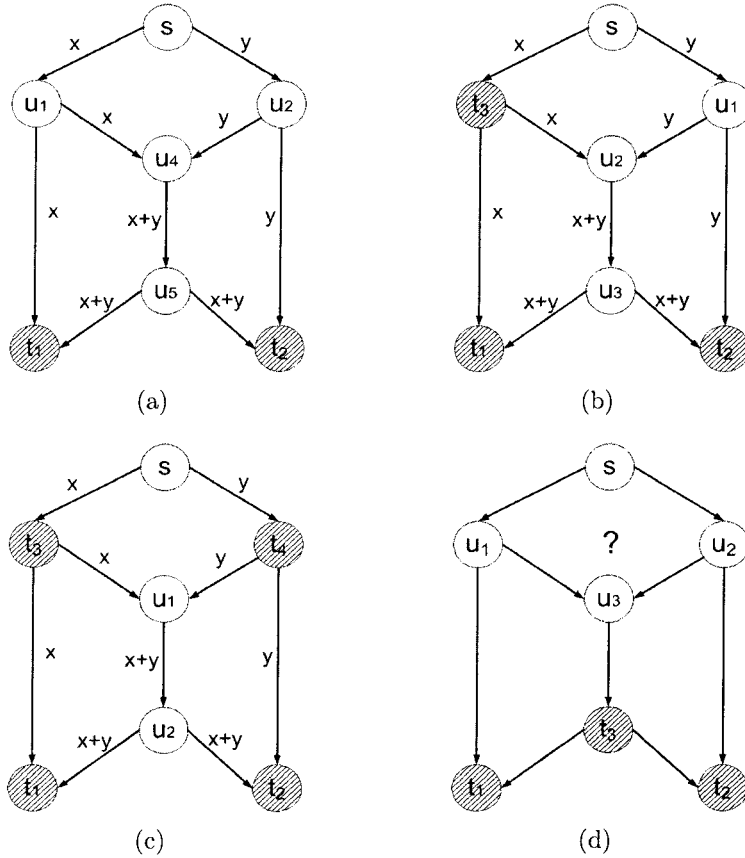 s s
x y x y
u1 u2 t3 u1
x y x y
u4 u2
x x+y y x x+y y
u5 u3
x+y x+y x+y x+y
t1 t2 t1 t2
(a) (b)
s s
x y
t3 t4 u1 ? u2
x y
u1 u3
x x+y y
u2 t3
x+y x+y
t1 t2 t1 t2
(c) (d)